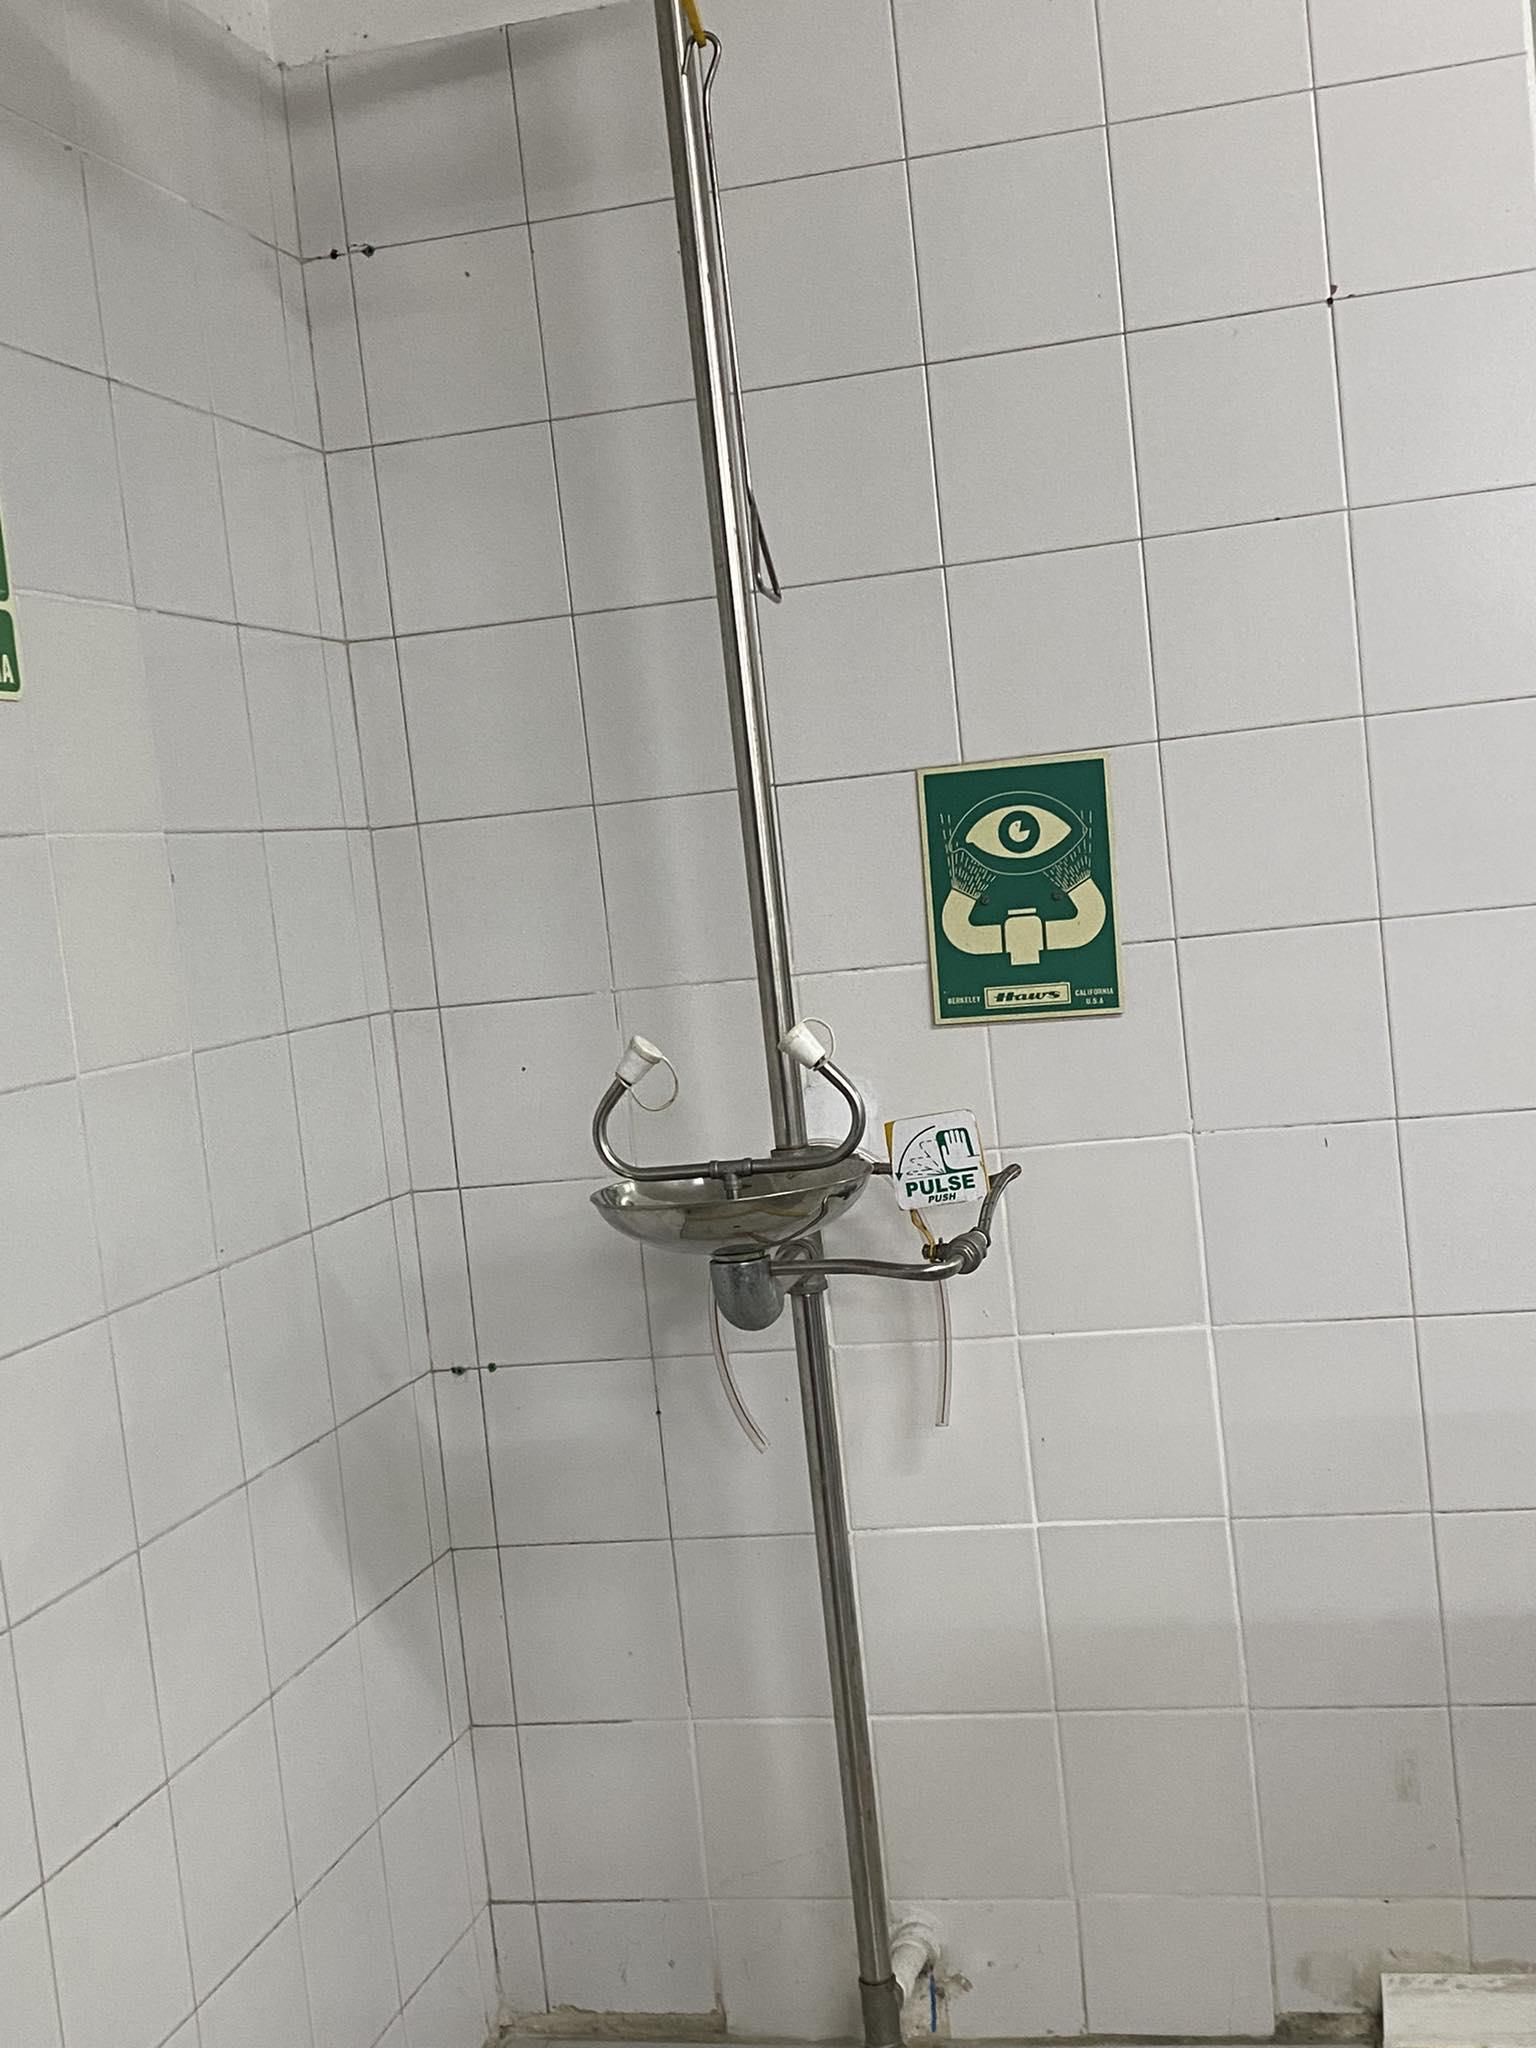 A
BERKELEY Haws CALIFORNIA
U.S.A
PULSE
PUSH